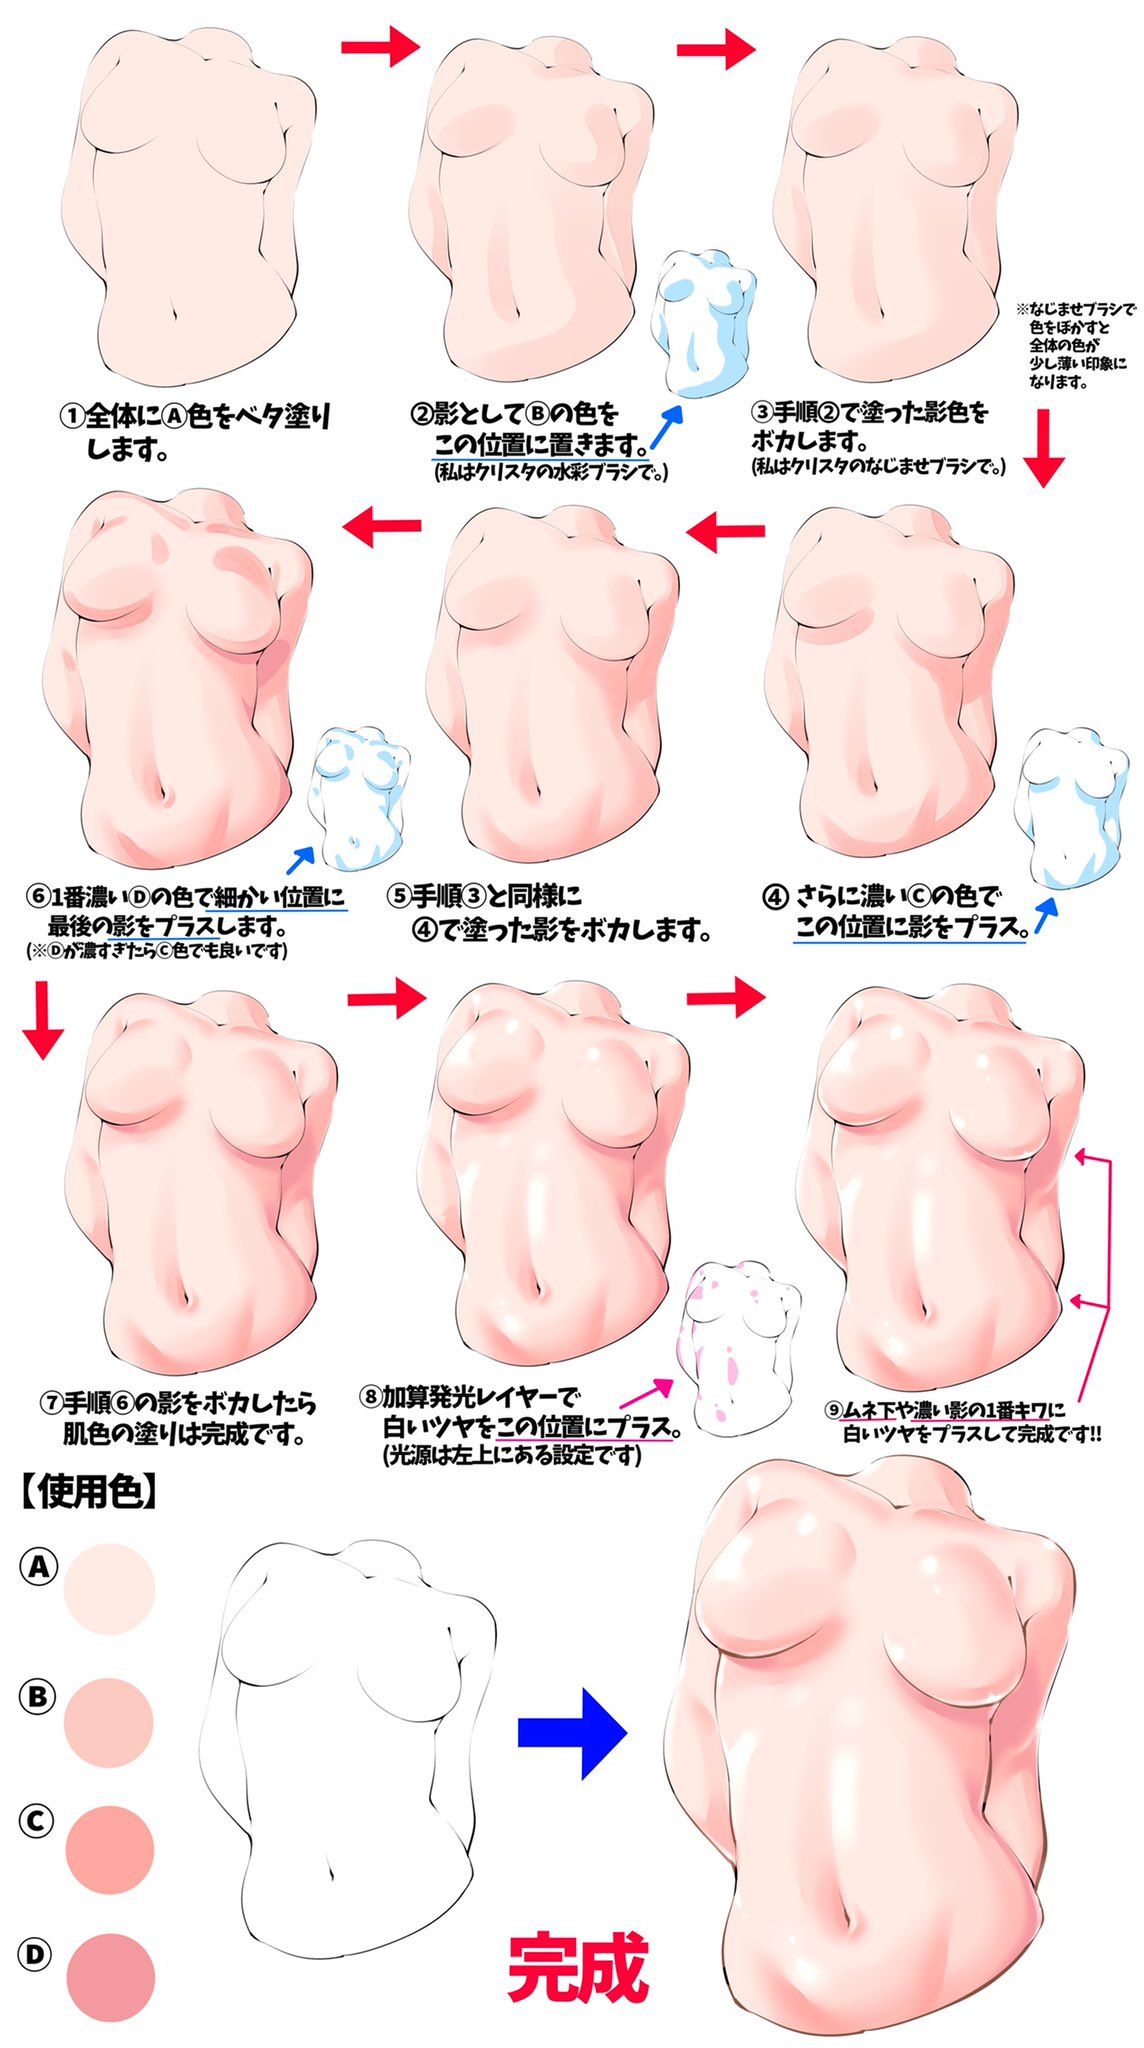 ①全体にⒶ色をベタ塗り
します。
②影としてⒷの色を
この位置に置きます。
(私はクリスタの水彩ブラシで。)
③手順②で塗った影色を
ボカします。
(私はクリスタのなじませブラシで。)
※なじませブラシで
色をぼかすと
全体の色が
少し薄い印象に
なります。
④ さらに濃いⒸの色で
この位置に影をプラス。
⑤手順③と同様に
④で塗った影をボカします。
⑥1番濃いⒹの色で細かい位置に
最後の影をプラスします。
(※Ⓓが濃すぎたらⒸ色でも良いです)
⑦手順⑥の影をボカしたら
肌色の塗りは完成です。
⑧加算発光レイヤーで
白いツヤをこの位置にプラス。
(光源は左上にある設定です)
⑨ムネ下や濃い影の1番キワに
白いツヤをプラスして完成です!!
【使用色】
Ⓐ
Ⓑ
Ⓒ
Ⓓ
完成